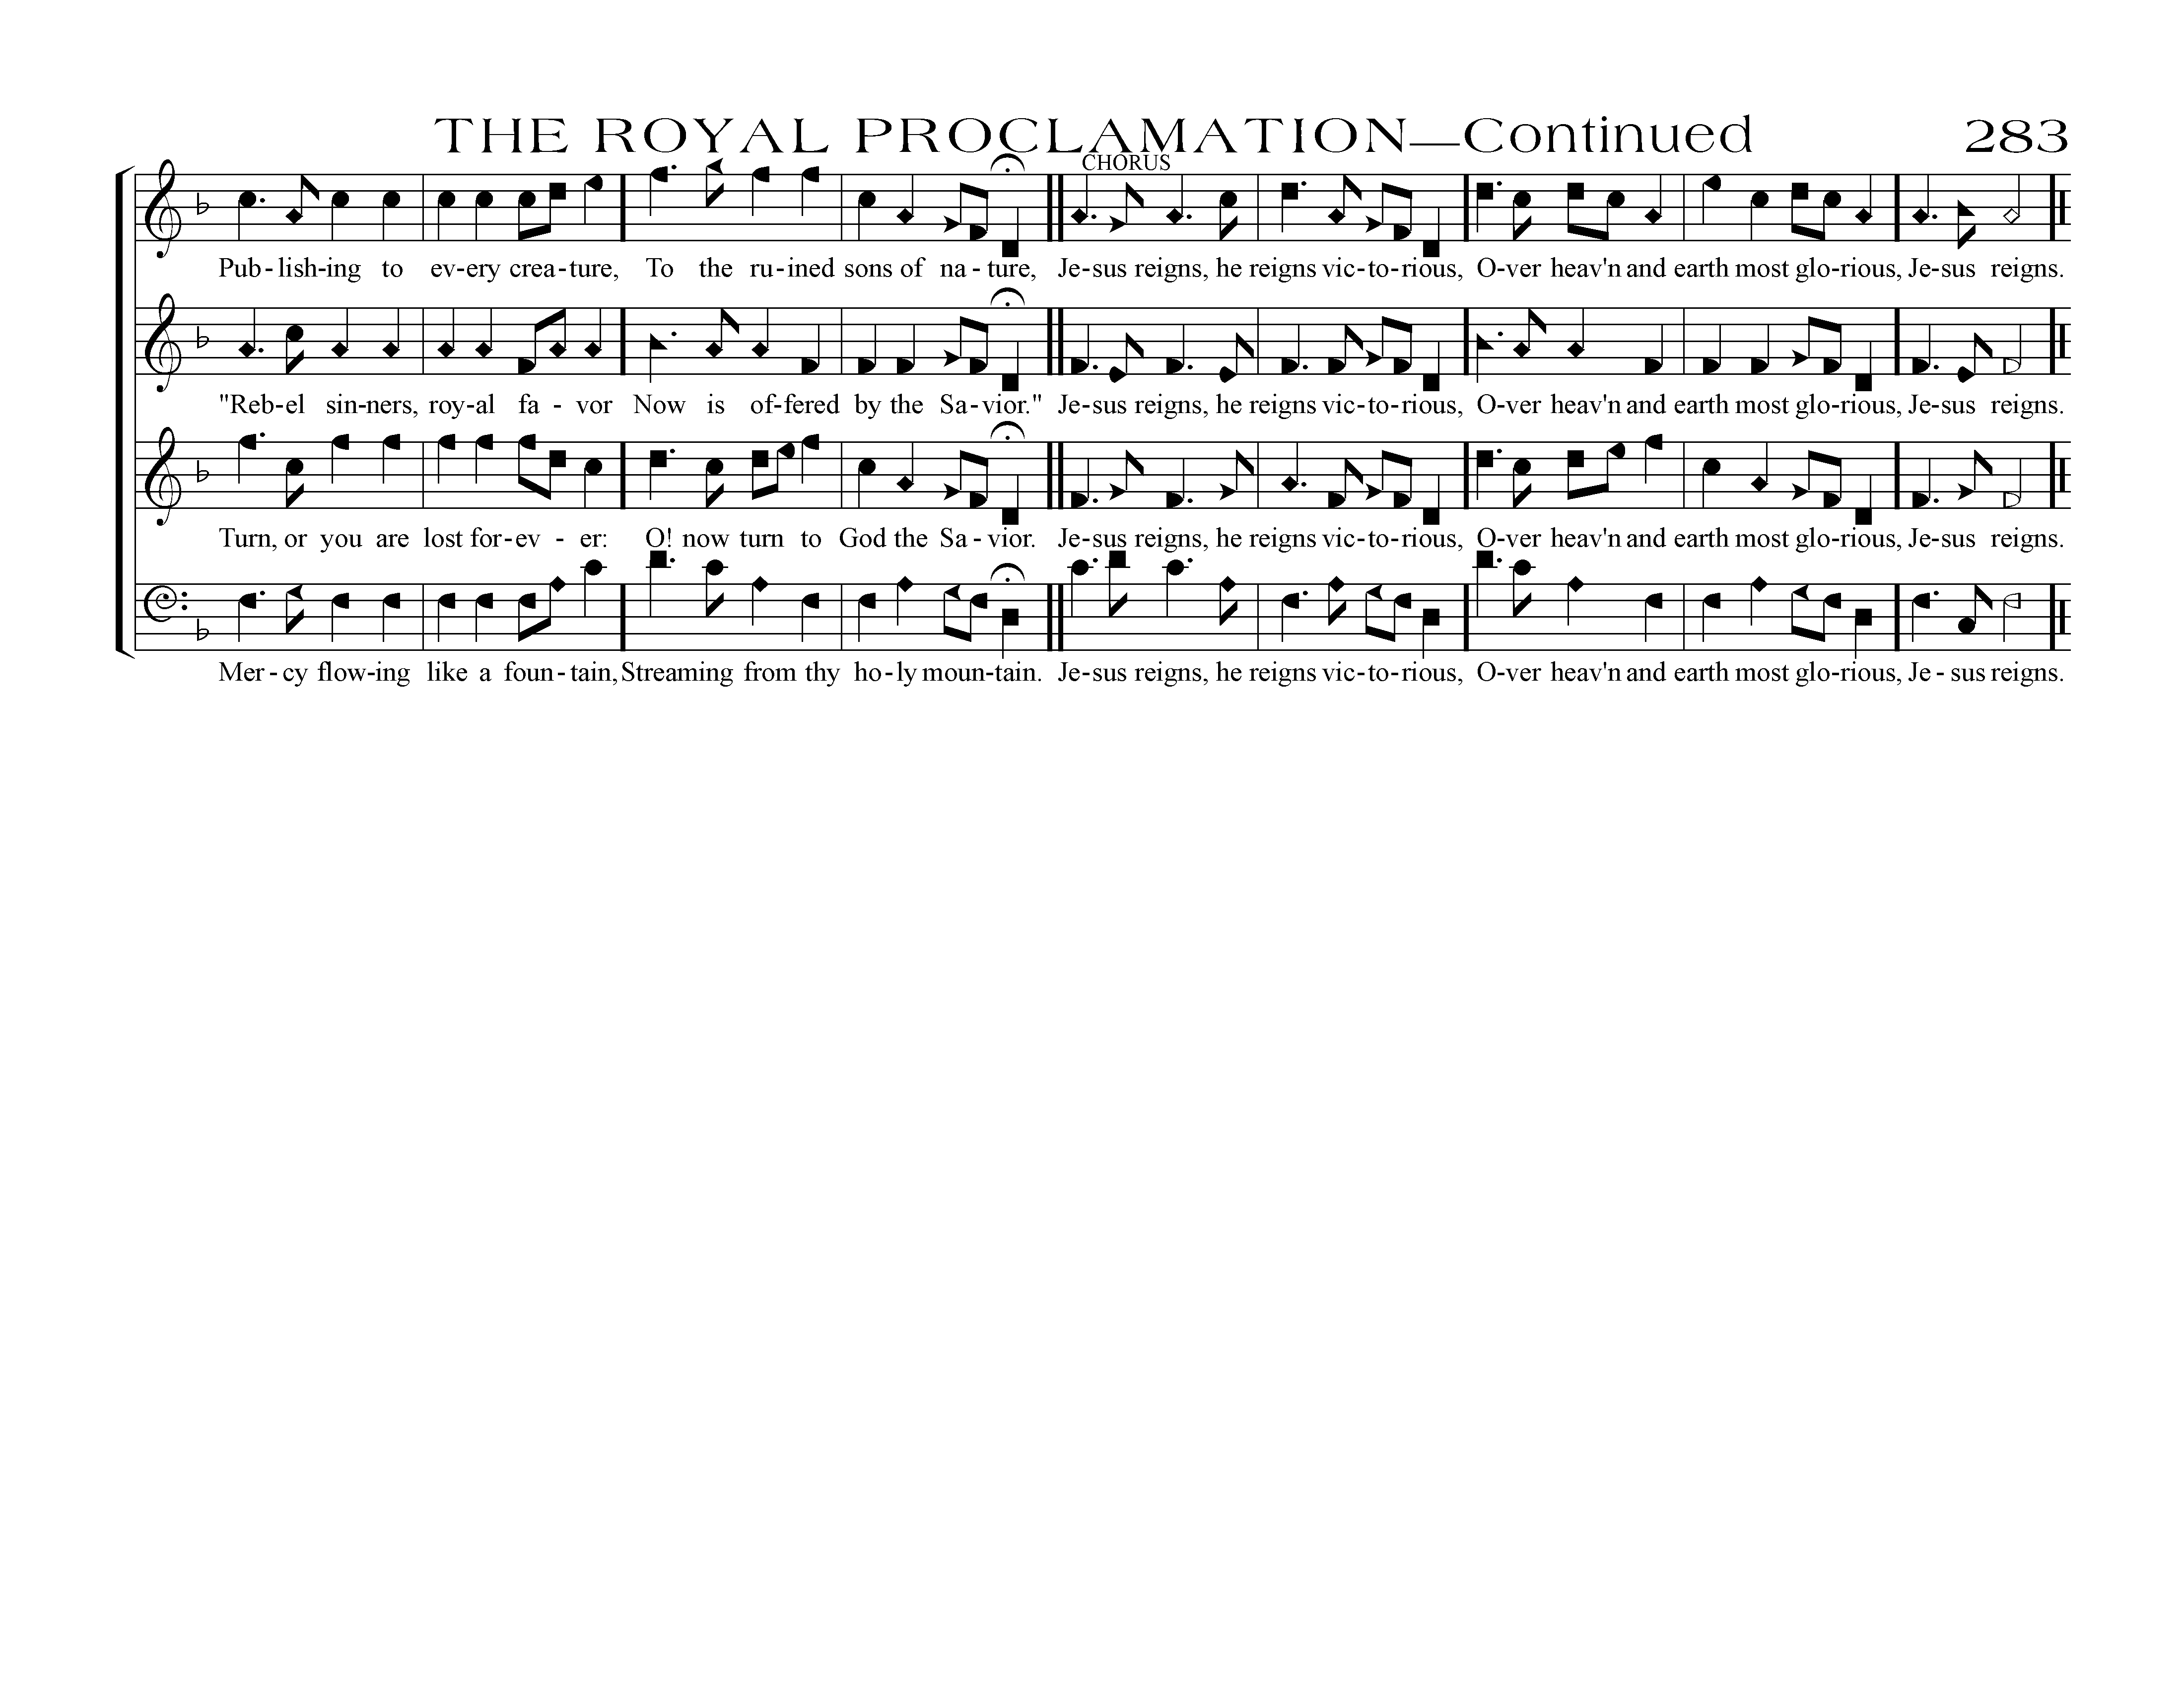 THE ROYAL PROCLAMATION—Continued 283
CHORUS
Pub-lish-ing to ev-ery crea-ture, To the ru-ined sons of na-ture, Je-sus reigns, he reigns vic-to-rious, O-ver heav'n and earth most glo-rious, Je-sus reigns.
"Reb-el sin-ners, roy-al fa - vor Now is of-fered by the Sa-vior." Je-sus reigns, he reigns vic-to-rious, O-ver heav'n and earth most glo-rious, Je-sus reigns.
Turn, or you are lost for-ev - er: O! now turn to God the Sa-vior. Je-sus reigns, he reigns vic-to-rious, O-ver heav'n and earth most glo-rious, Je-sus reigns.
Mer-cy flow-ing like a foun-tain, Streaming from thy ho-ly moun-tain. Je-sus reigns, he reigns vic-to-rious, O-ver heav'n and earth most glo-rious, Je-sus reigns.